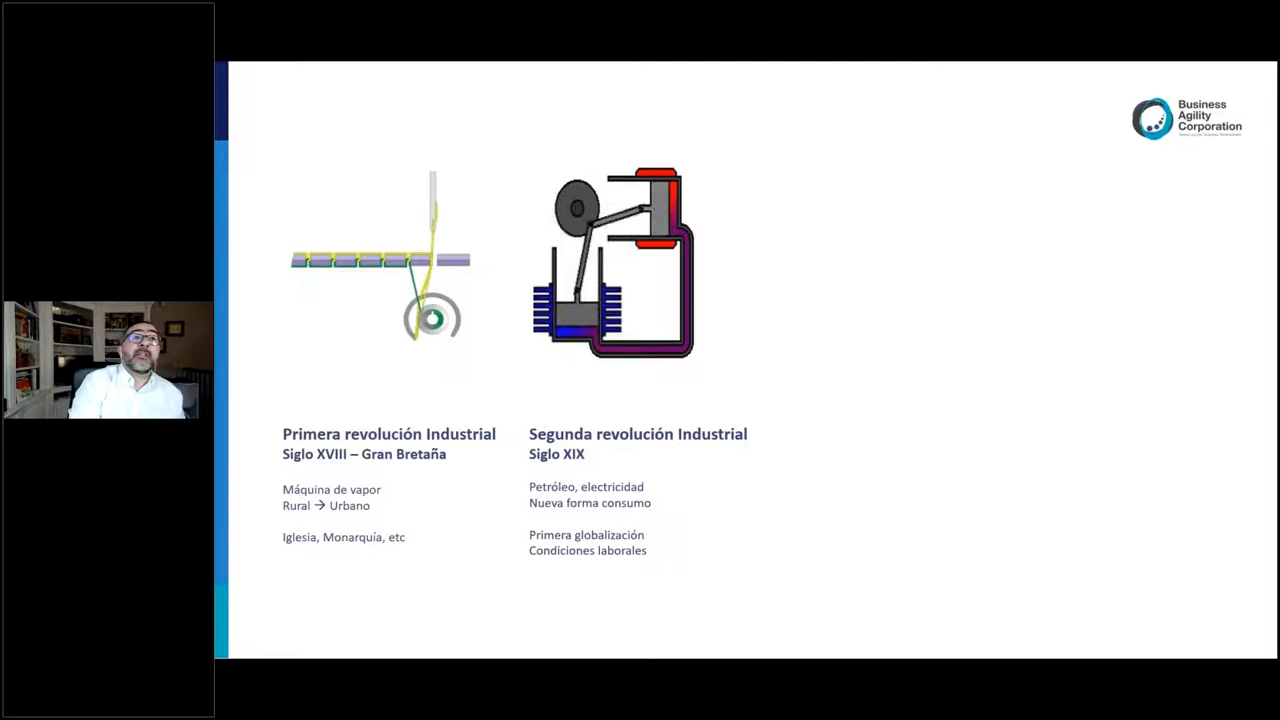 Business
Agility
Corporation
Primera revolución Industrial
Siglo XVIII – Gran Bretaña
Máquina de vapor
Rural → Urbano
Iglesia, Monarquía, etc
Segunda revolución Industrial
Siglo XIX
Petróleo, electricidad
Nueva forma consumo
Primera globalización
Condiciones laborales